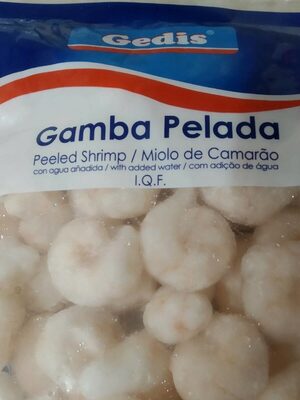 Gedis
Gamba Pelada
Peeled Shrimp / Miolo de Camarão
con agua añadida / with added water / com adição de água
I.Q.F.